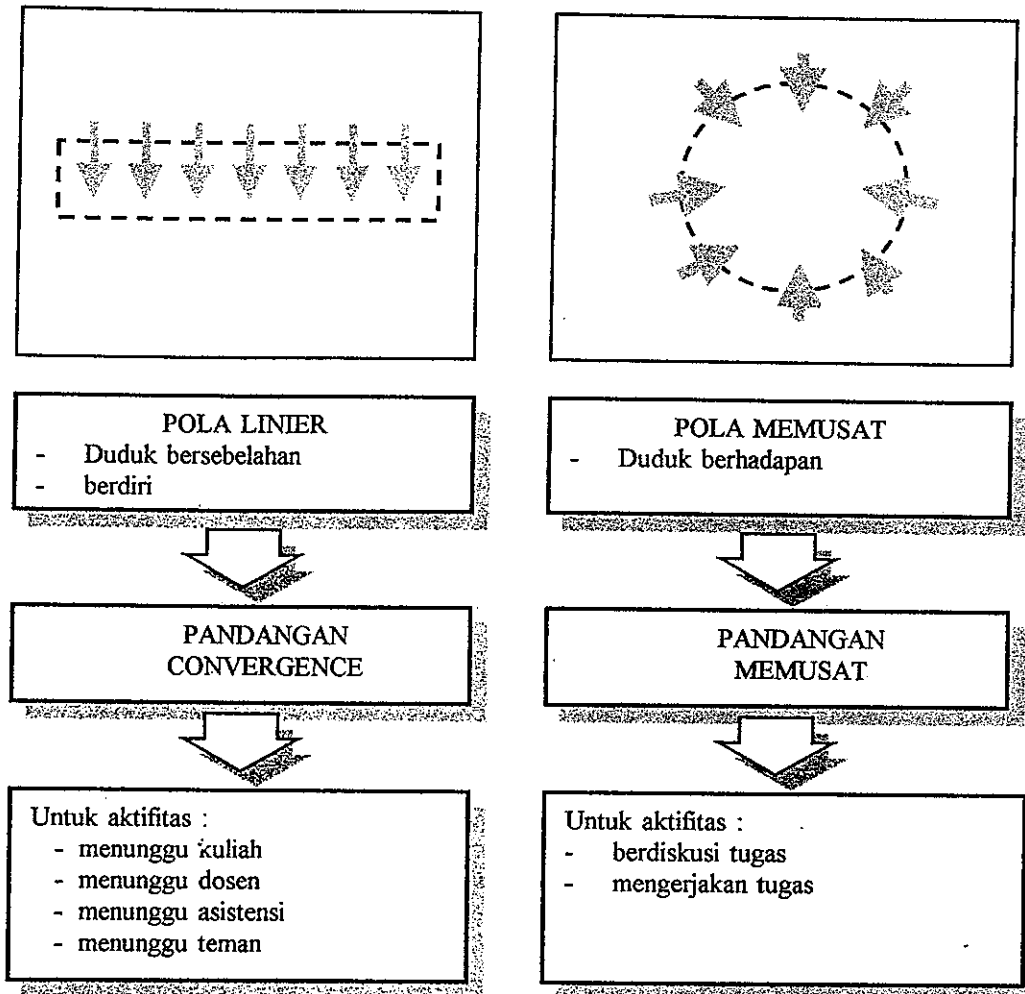 POLA LINIER
- Duduk bersebelahan
- berdiri
PANDANGAN
CONVERGENCE
Untuk aktifitas :
- menunggu kuliah
- menunggu dosen
- menunggu asistensi
- menunggu teman
POLA MEMUSAT
- Duduk berhadapan
PANDANGAN
MEMUSAT
Untuk aktifitas :
- berdiskusi tugas
- mengerjakan tugas